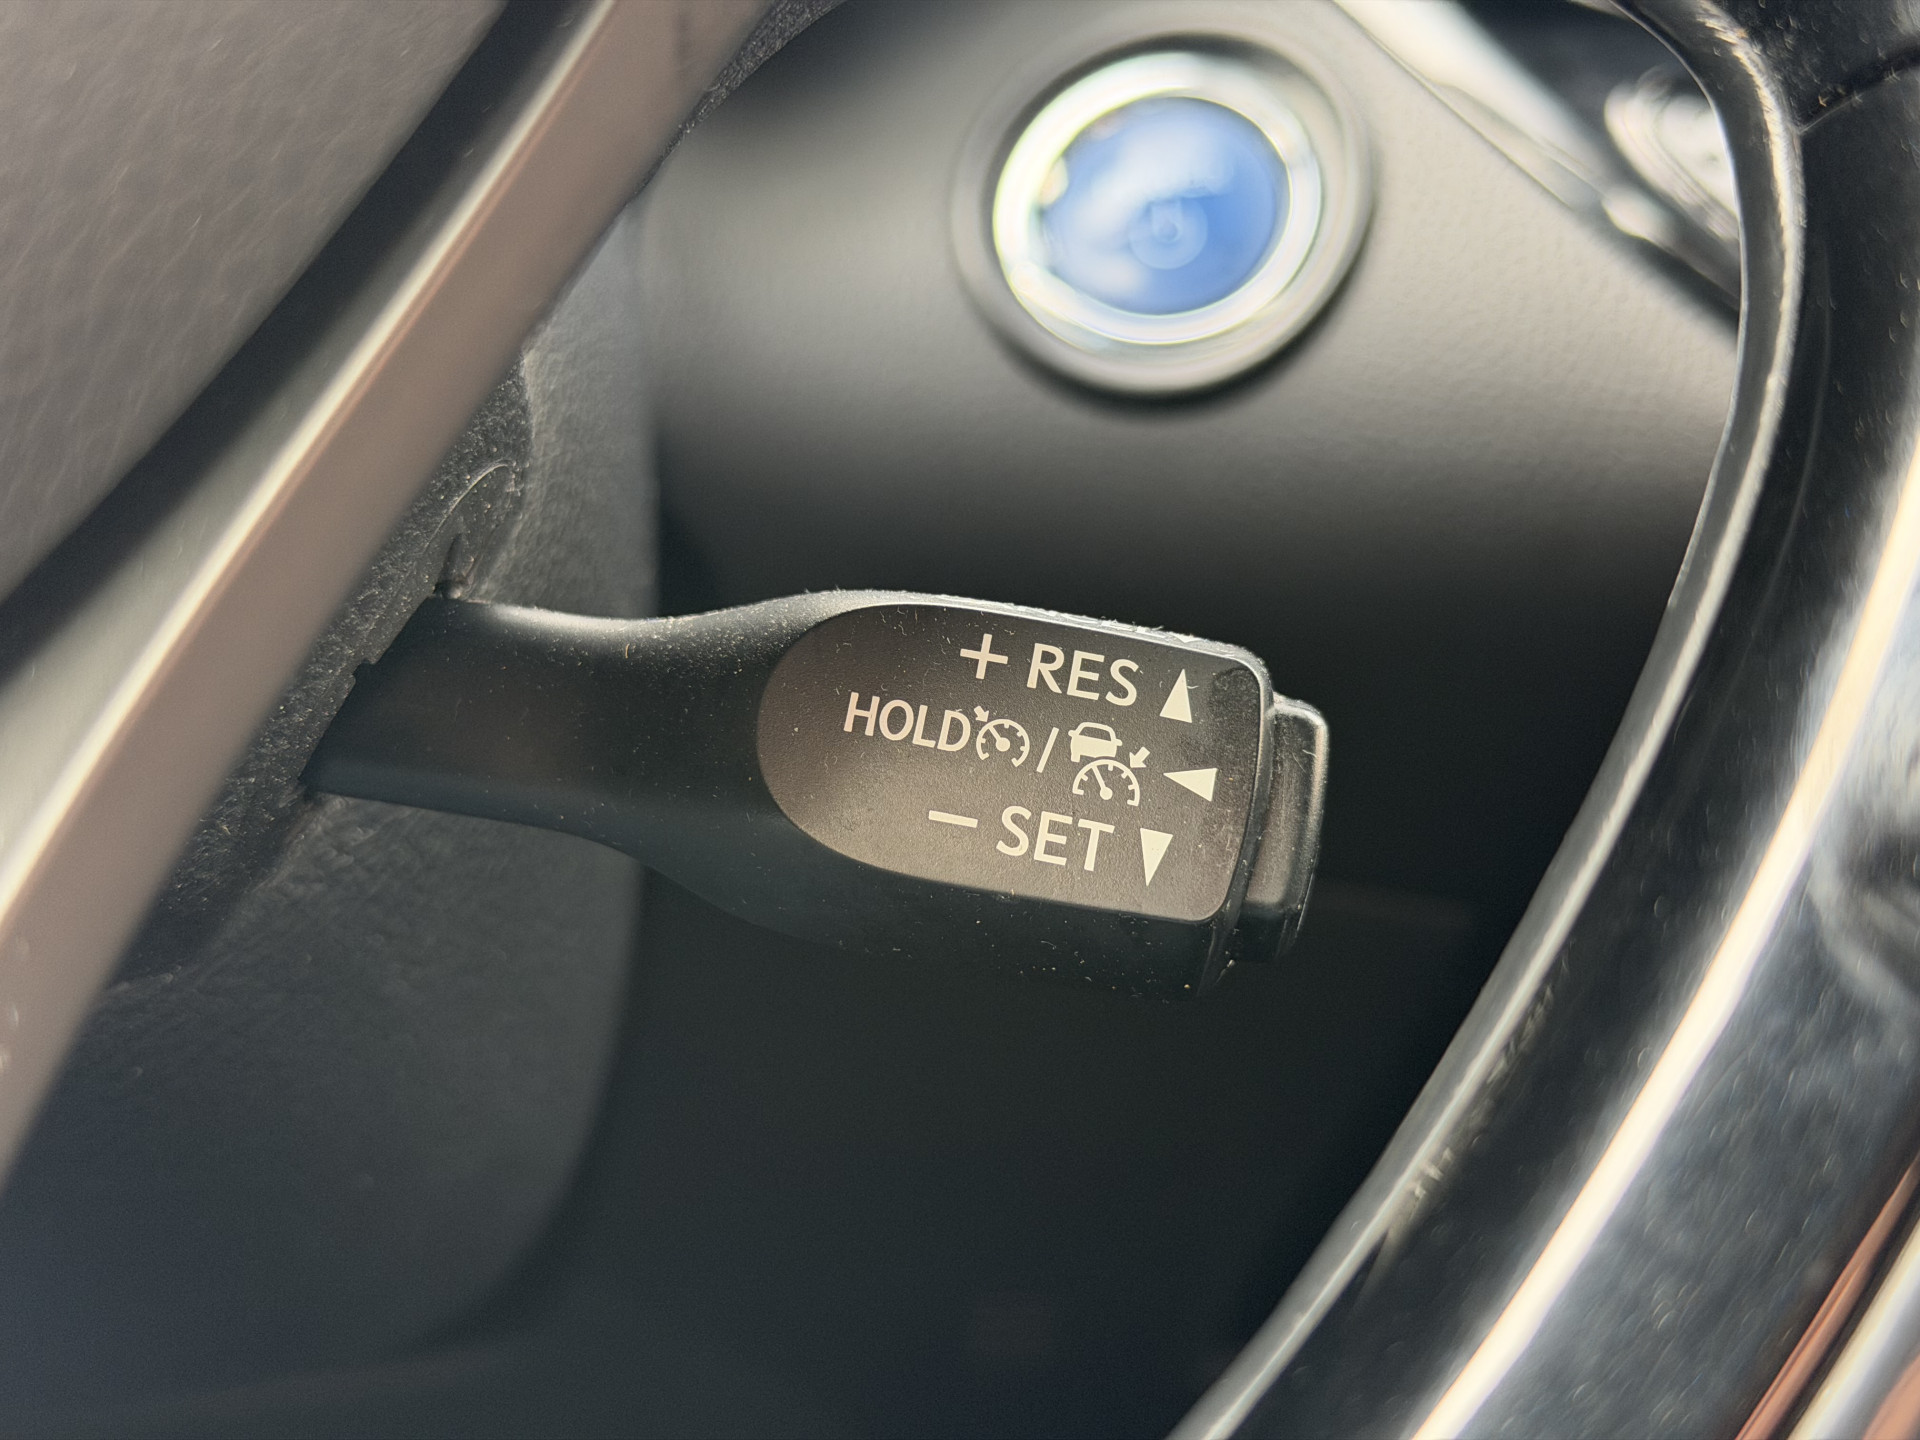 + RES ▲
HOLD / ◀
− SET ▼